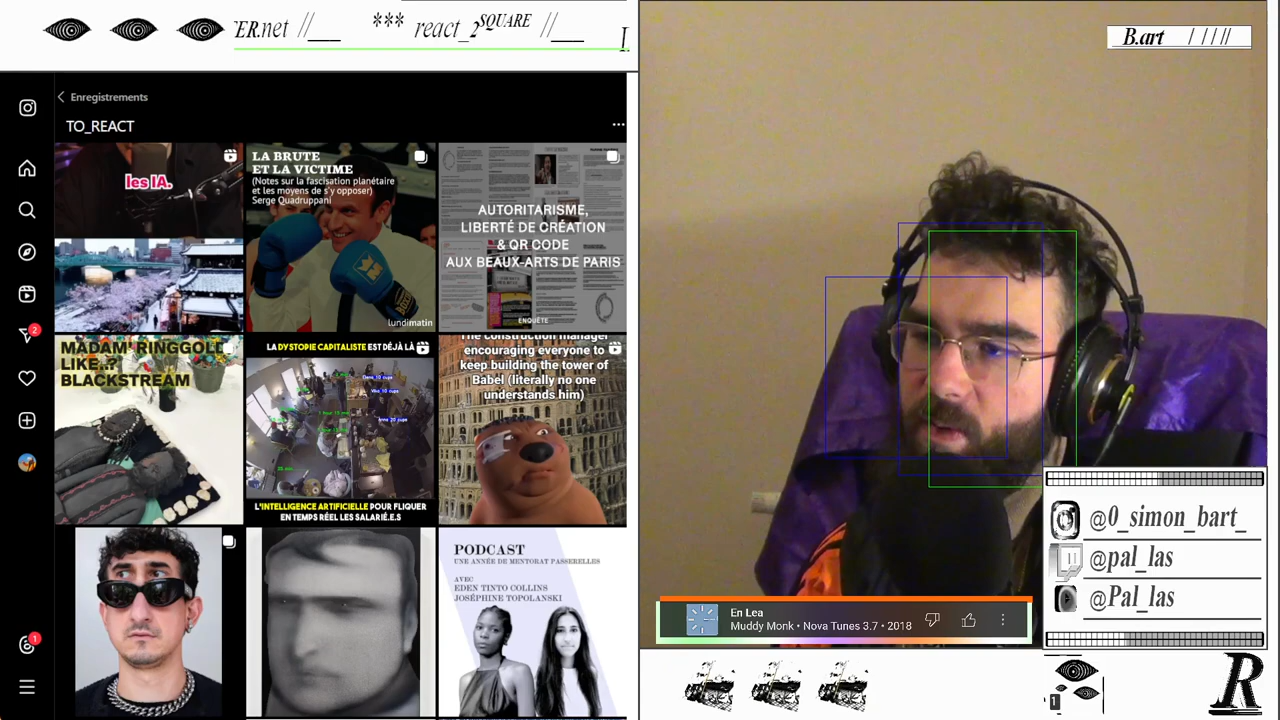 ER.net //___ *** react_2SQUARE //___
B.art / / / //
Enregistrements
TO_REACT
les IA.
LA BRUTE
ET LA VICTIME
(Notes sur la fascisation planétaire
et les moyens de s'y opposer)
Serge Quadruppani
lundimatin
AUTORITARISME,
LIBERTÉ DE CRÉATION
& QR CODE
AUX BEAUX-ARTS DE PARIS
ENQUÊTE
MADAM RINGGOLD
LIKE...?
BLACKSTREAM
LA DYSTOPIE CAPITALISTE EST DÉJÀ LÀ
L'INTELLIGENCE ARTIFICIELLE POUR FLIQUER
EN TEMPS RÉEL LES SALARIÉ.E.S
The construction manager
encouraging everyone to
keep building the tower of
Babel (literally no one
understands him)
PODCAST
UNE ANNÉE DE MENTORAT PASSERELLES
AVEC
EDEN TINTO COLLINS
JOSÉPHINE TOPOLANSKI
2
1
@0_simon_bart_
@pal_las
@Pal_las
En Lea
Muddy Monk • Nova Tunes 3.7 • 2018
R